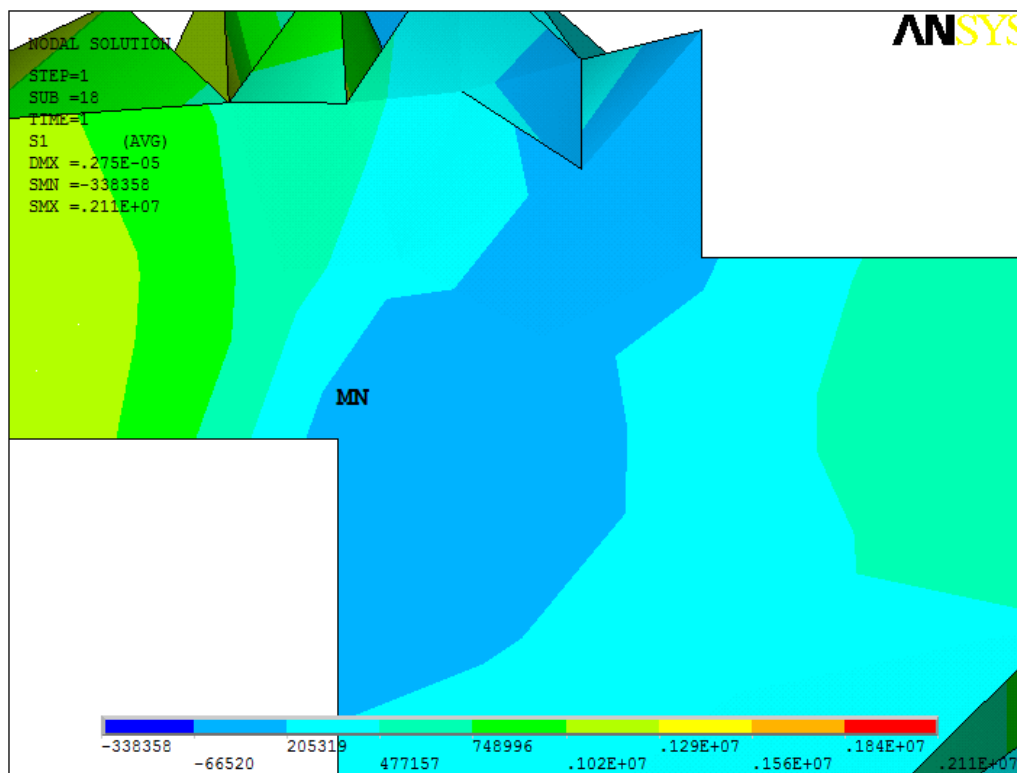 ANSYS
NODAL SOLUTION
STEP=1
SUB =18
TIME=1
S1 (AVG)
DMX =.275E-05
SMN =-338358
SMX =.211E+07
MN
-338358 205319 748996 .129E+07 .184E+07
-66520 477157 .102E+07 .156E+07 .211E+07